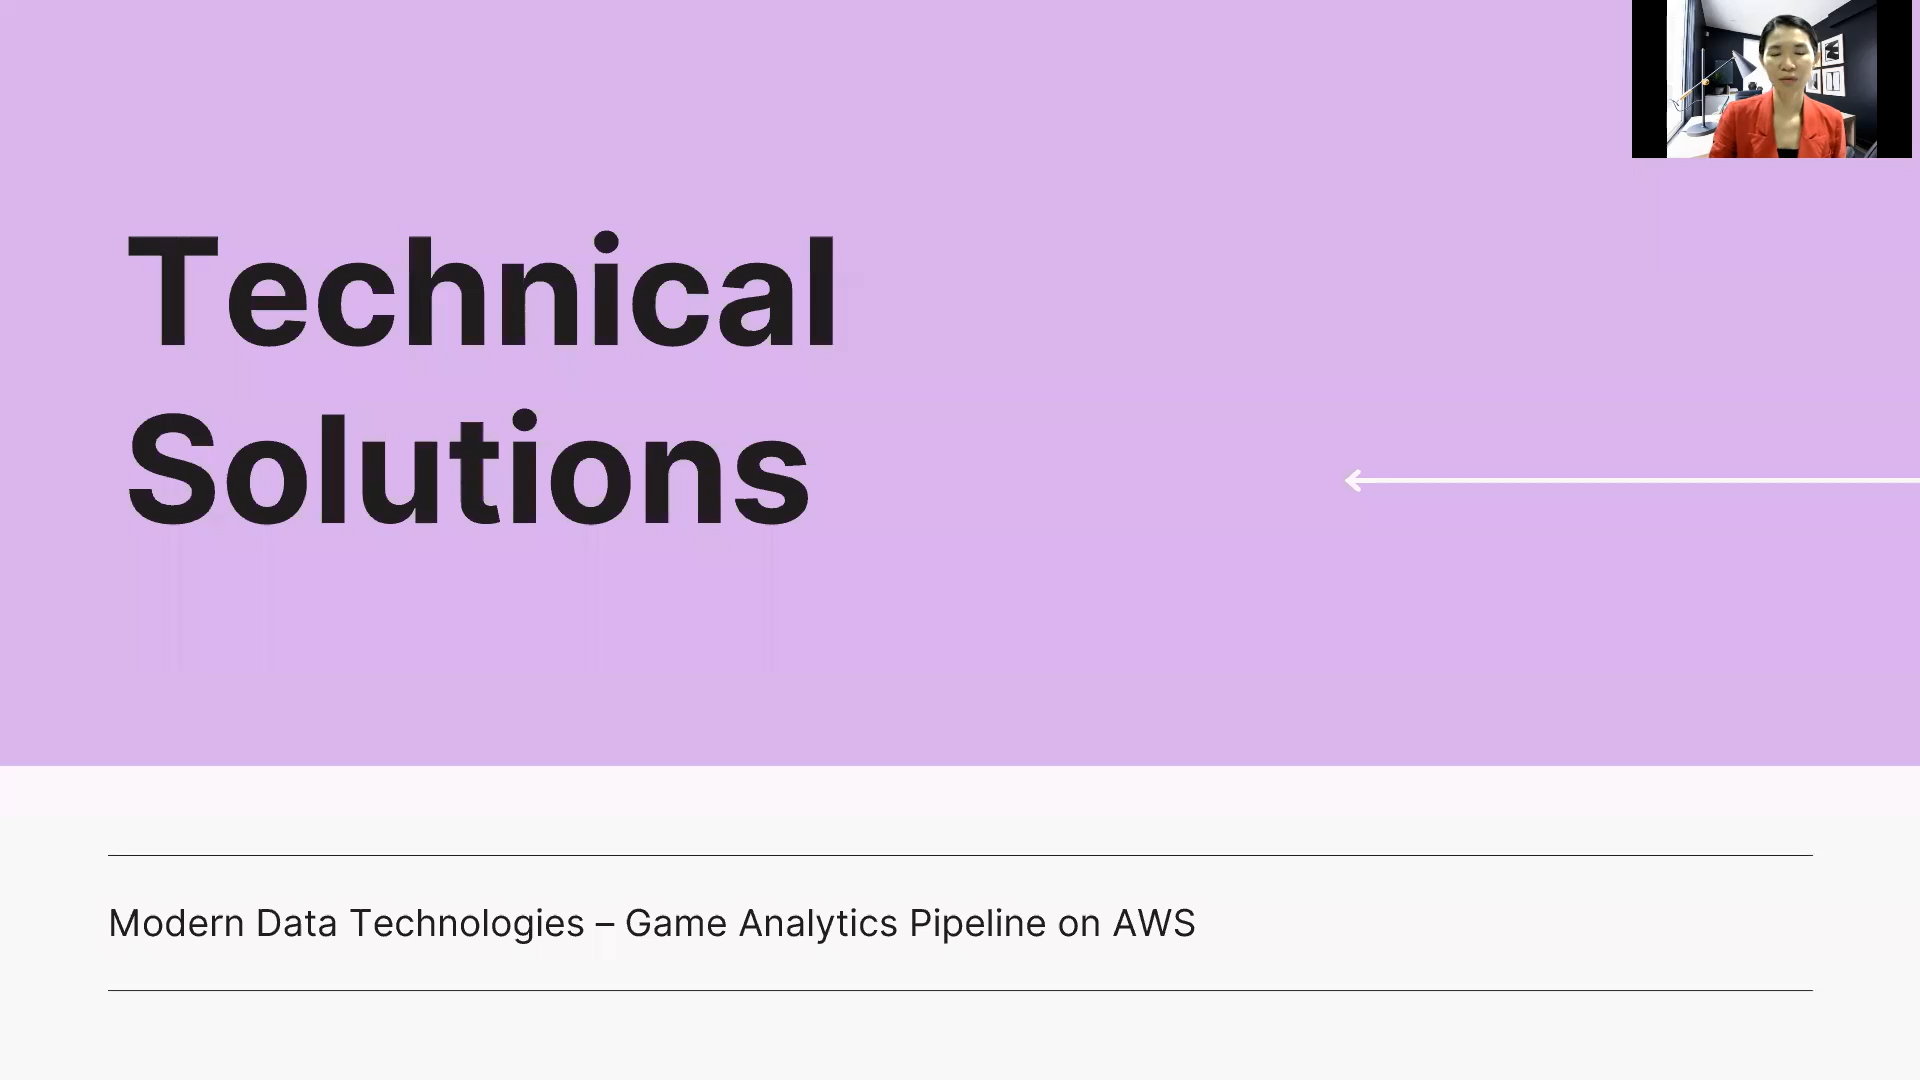 Technical
Solutions
Modern Data Technologies – Game Analytics Pipeline on AWS